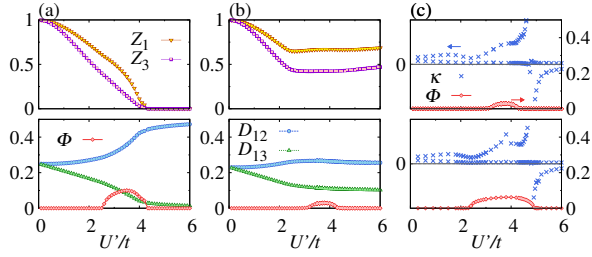 (a) (b) (c)
1 1
Z1 0.4
Z3
0.5 0.5 0.2
κ
Φ
0 0 0
0.4 Φ 0.4 D12 0.4
D13
0.2 0.2 0.2
0 0 0
0 2 4 6 0 2 4 6 0 2 4 6
U'/t U'/t U'/t